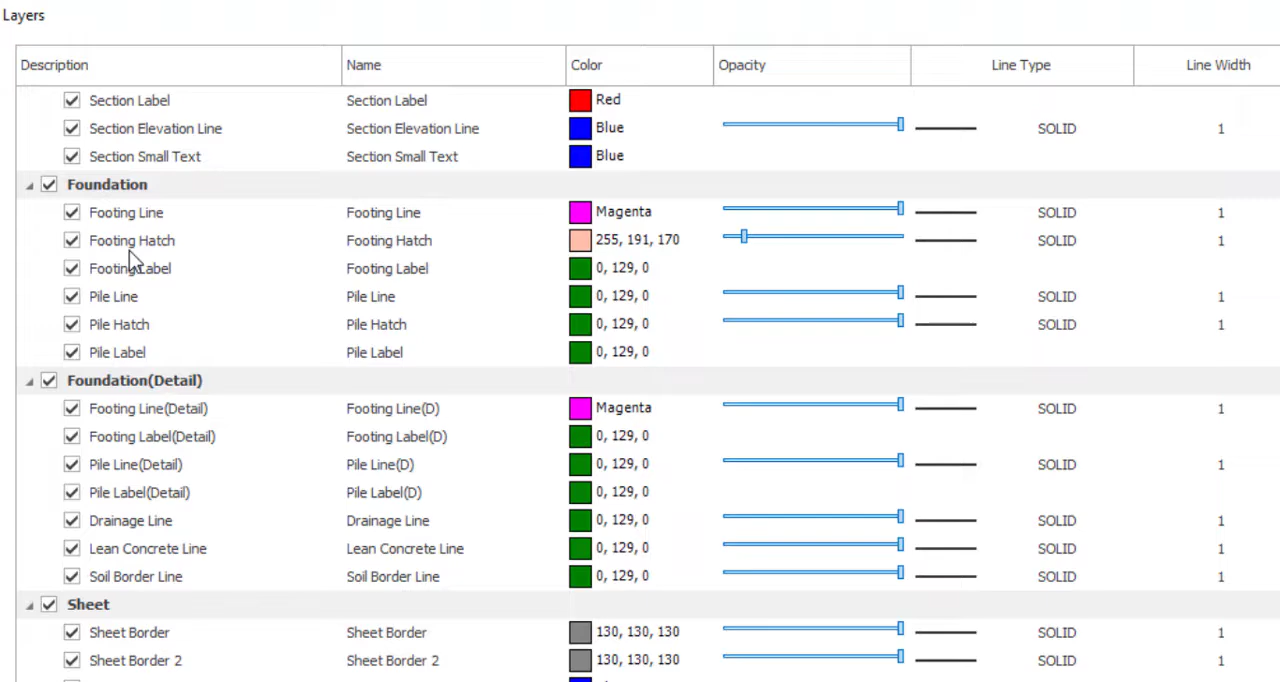 Layers
Description Name Color Opacity Line Type Line Width
Section Label Section Label Red
Section Elevation Line Section Elevation Line Blue SOLID 1
Section Small Text Section Small Text Blue
Foundation
Footing Line Footing Line Magenta SOLID 1
Footing Hatch Footing Hatch 255, 191, 170 SOLID 1
Footing Label Footing Label 0, 129, 0
Pile Line Pile Line 0, 129, 0 SOLID 1
Pile Hatch Pile Hatch 0, 129, 0 SOLID 1
Pile Label Pile Label 0, 129, 0
Foundation(Detail)
Footing Line(Detail) Footing Line(D) Magenta SOLID 1
Footing Label(Detail) Footing Label(D) 0, 129, 0
Pile Line(Detail) Pile Line(D) 0, 129, 0 SOLID 1
Pile Label(Detail) Pile Label(D) 0, 129, 0
Drainage Line Drainage Line 0, 129, 0 SOLID 1
Lean Concrete Line Lean Concrete Line 0, 129, 0 SOLID 1
Soil Border Line Soil Border Line 0, 129, 0 SOLID 1
Sheet
Sheet Border Sheet Border 130, 130, 130 SOLID 1
Sheet Border 2 Sheet Border 2 130, 130, 130 SOLID 1